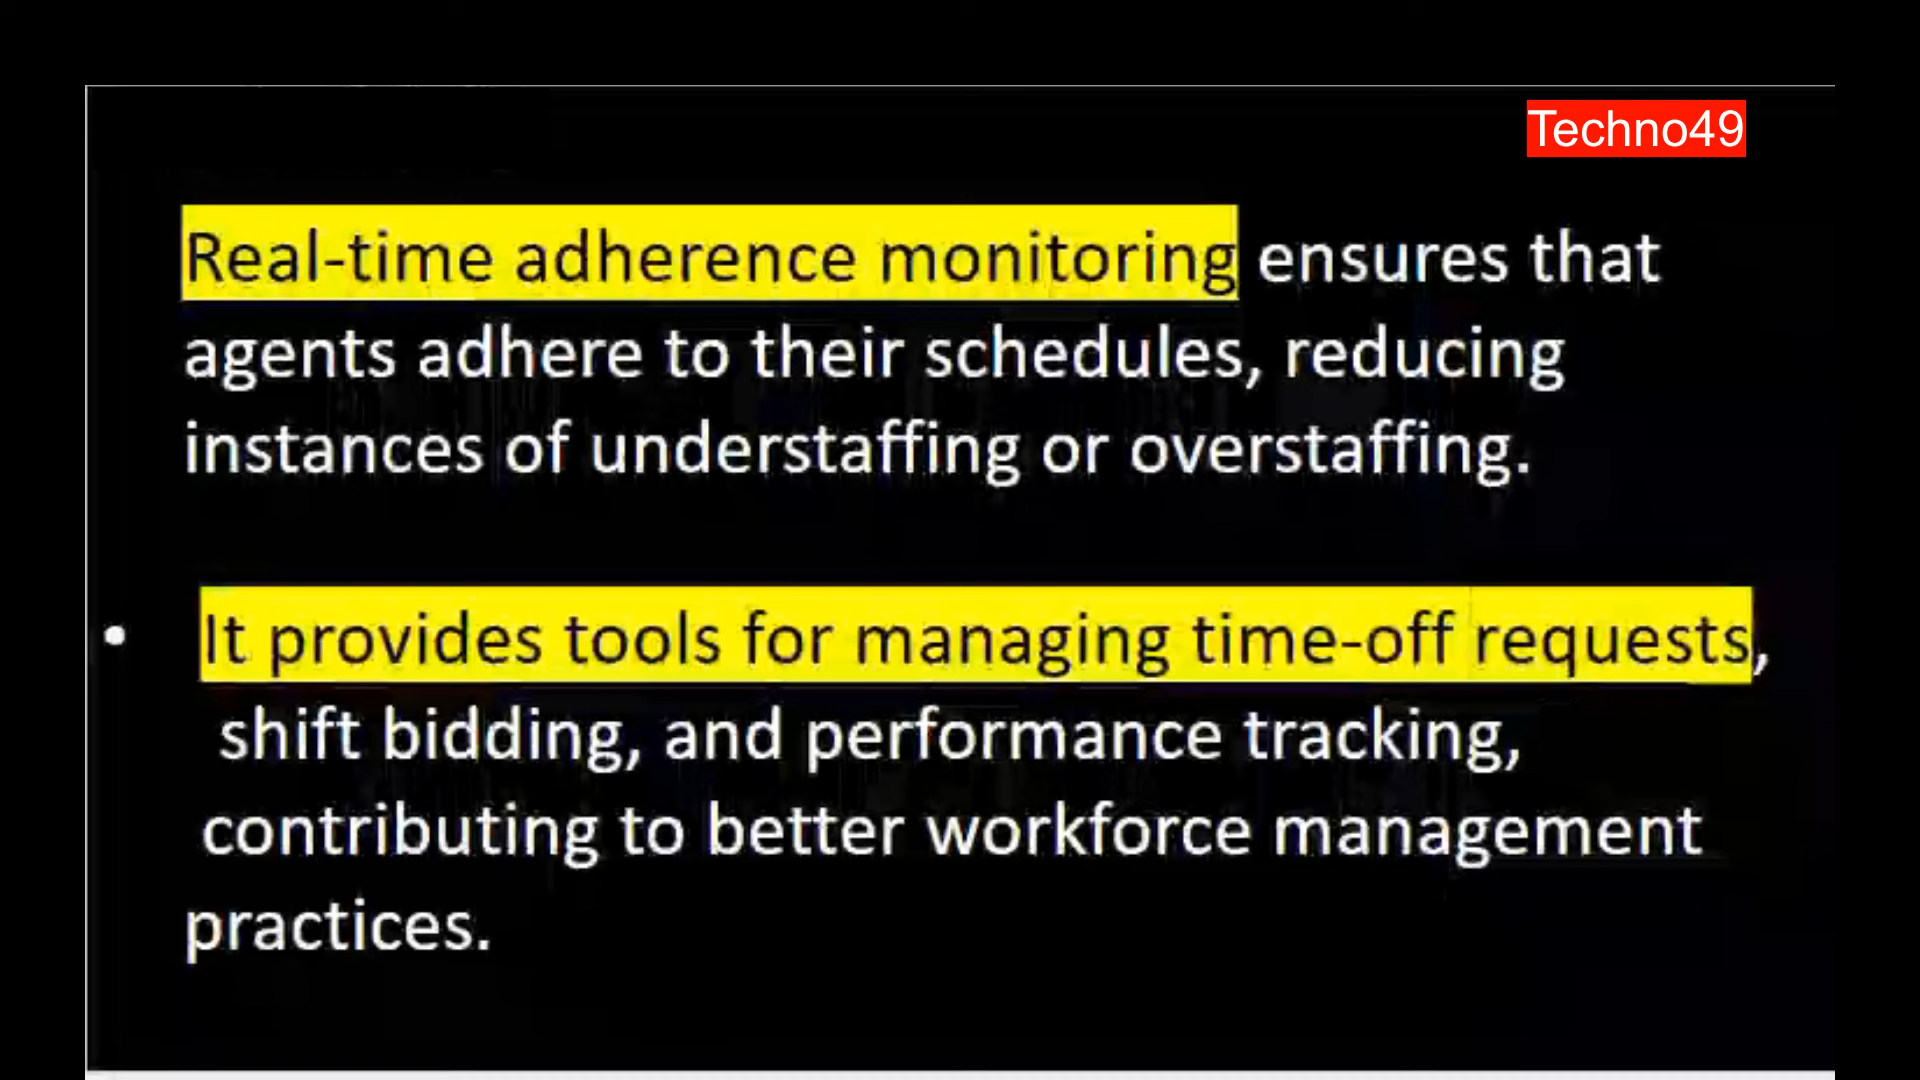 Techno49
Real-time adherence monitoring ensures that
agents adhere to their schedules, reducing
instances of understaffing or overstaffing.
• It provides tools for managing time-off requests,
shift bidding, and performance tracking,
contributing to better workforce management
practices.